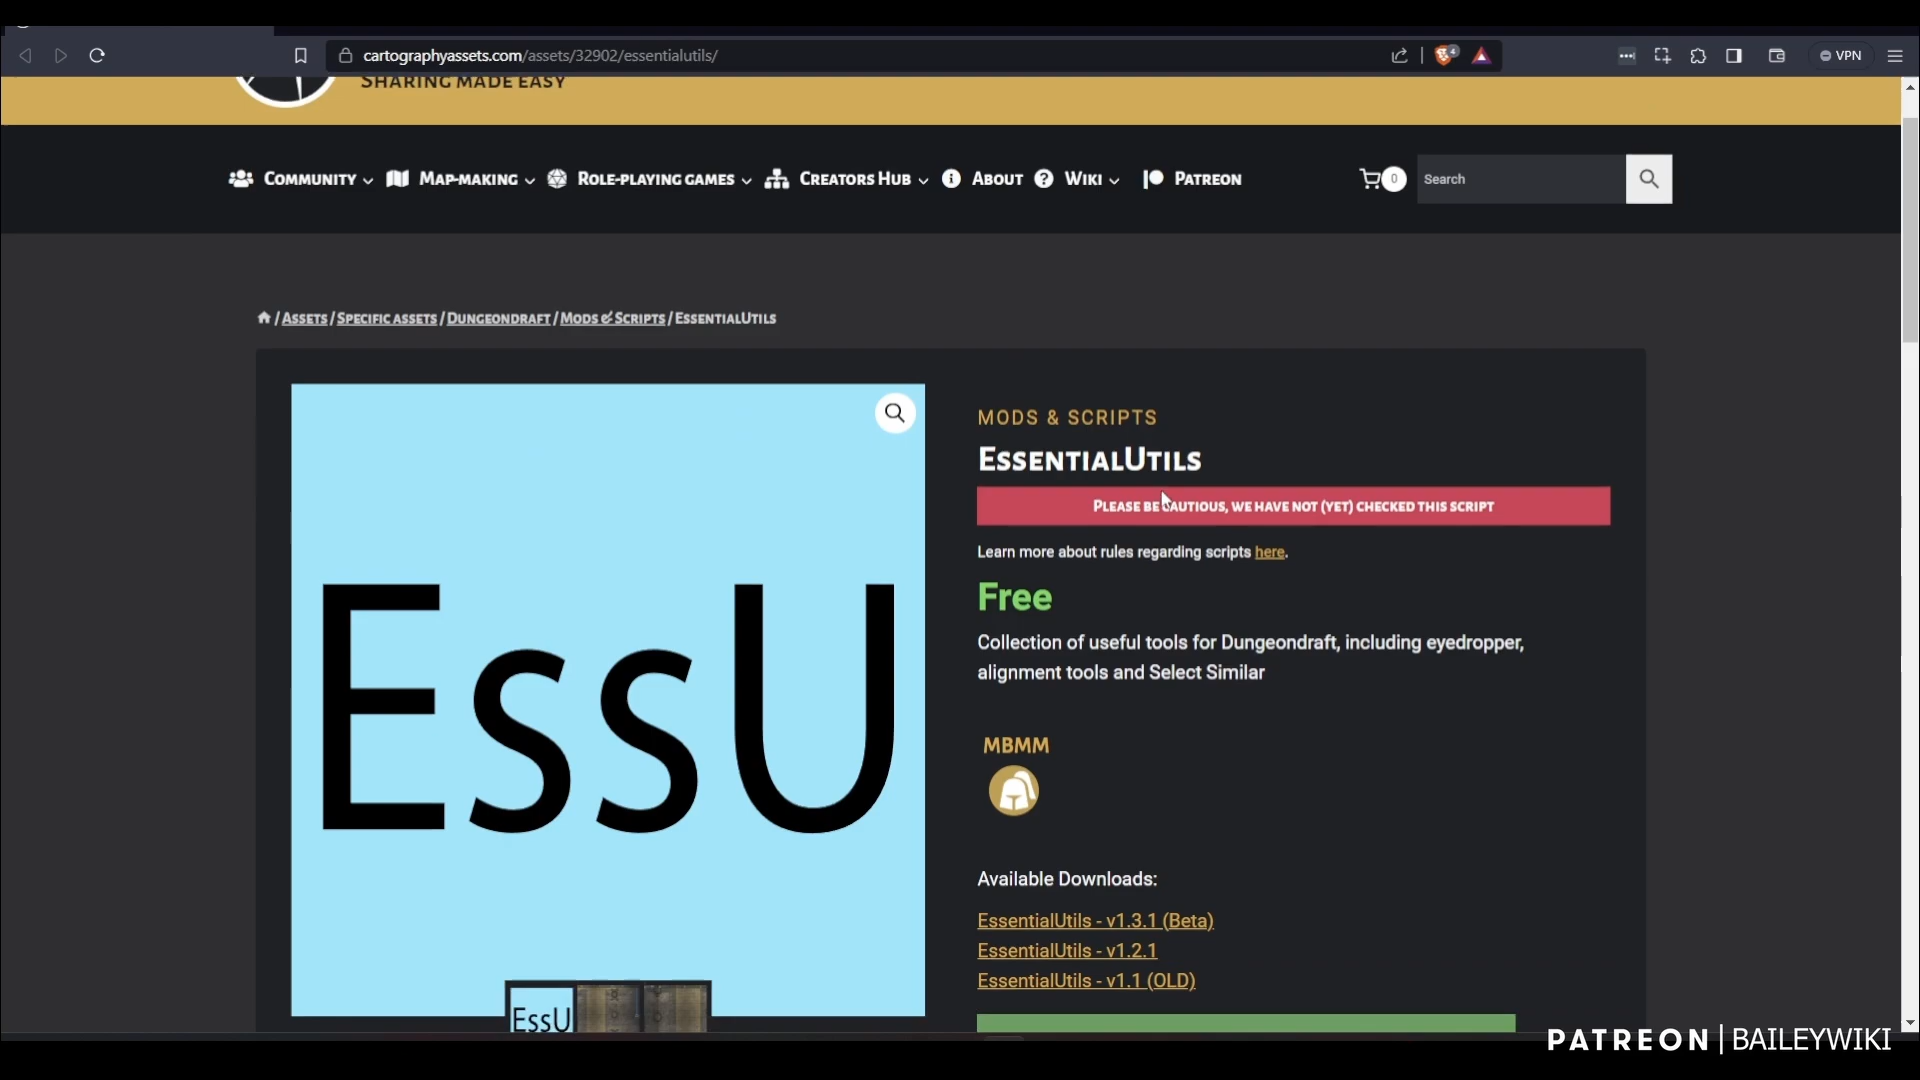 cartographyassets.com/assets/32902/essentialutils/
4
VPN
SHARING MADE EASY
COMMUNITY
MAP-MAKING
ROLE-PLAYING GAMES
CREATORS HUB
ABOUT
WIKI
PATREON
0
Search
/ ASSETS / SPECIFIC ASSETS / DUNGEONDRAFT / MODS & SCRIPTS / ESSENTIALUTILS
EssU
MODS & SCRIPTS
ESSENTIALUTILS
PLEASE BE CAUTIOUS, WE HAVE NOT (YET) CHECKED THIS SCRIPT
Learn more about rules regarding scripts here.
Free
Collection of useful tools for Dungeondraft, including eyedropper,
alignment tools and Select Similar
MBMM
Available Downloads:
EssentialUtils - v1.3.1 (Beta)
EssentialUtils - v1.2.1
EssentialUtils - v1.1 (OLD)
EssU
PATREON | BAILEYWIKI